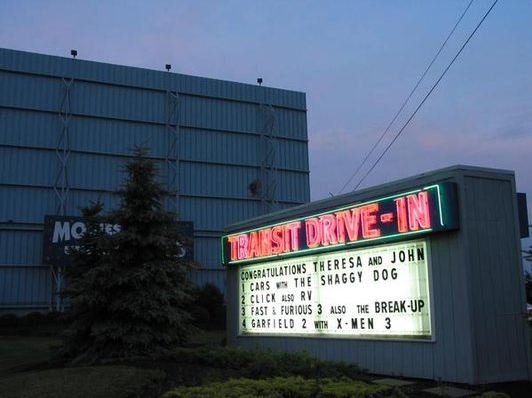 MOVIES
TRANSIT DRIVE-IN
CONGRATULATIONS THERESA AND JOHN
1 CARS WITH THE SHAGGY DOG
2 CLICK ALSO RV
3 FAST & FURIOUS 3 ALSO THE BREAK-UP
4 GARFIELD 2 WITH X-MEN 3